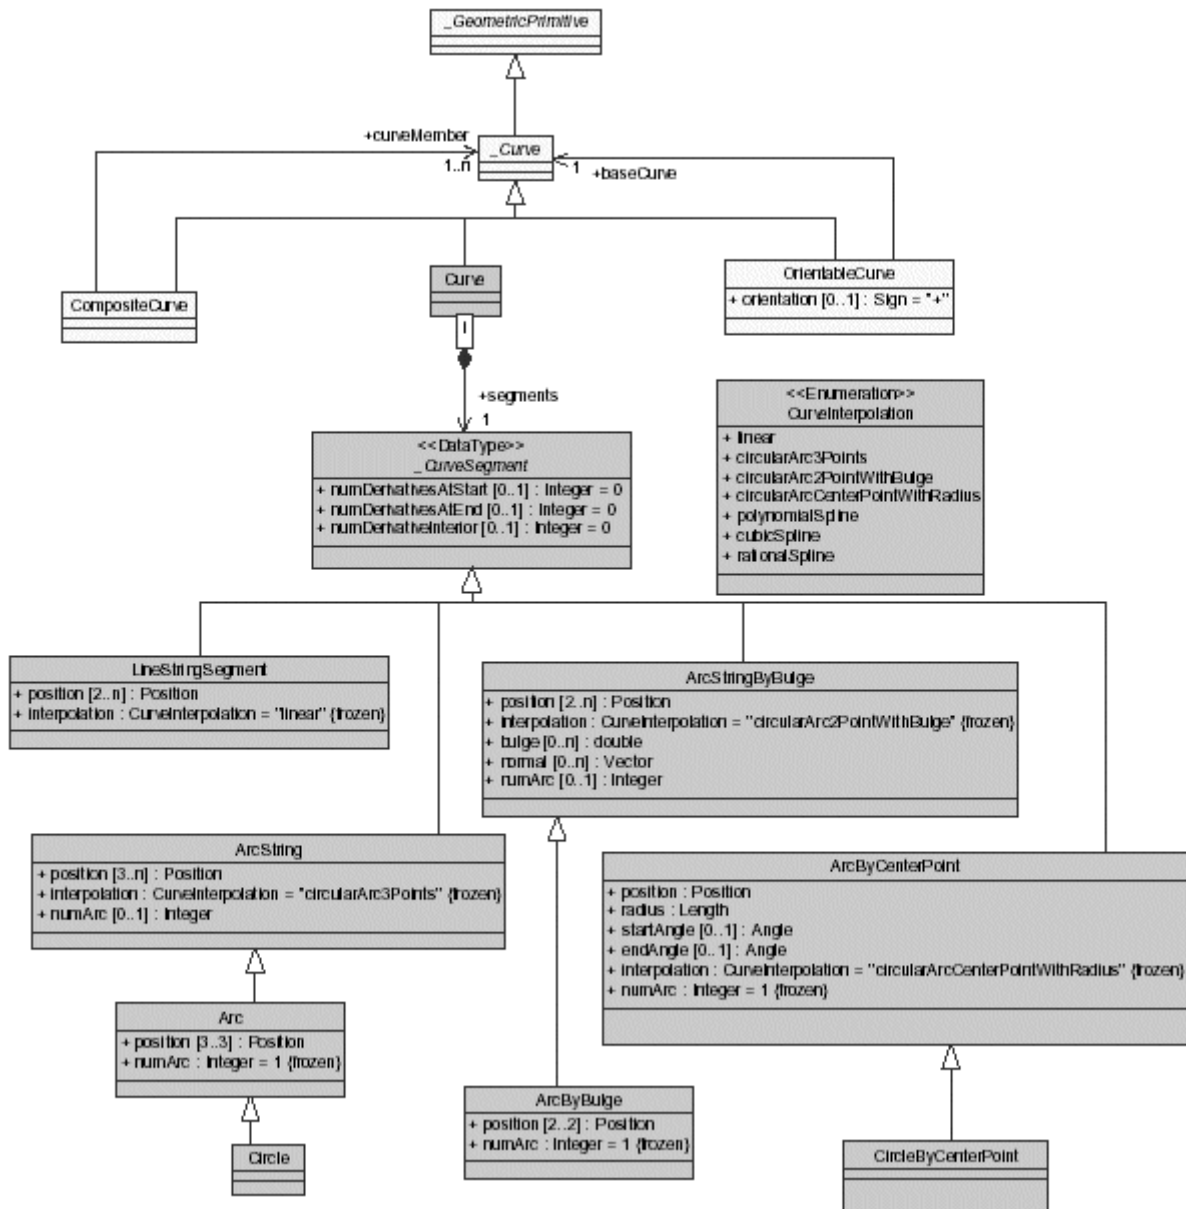 _GeometricPrimitive
+curveMember
_Curve
1..n
1
+baseCurve
Curve
OrientableCurve
+ orientation [0..1] : Sign = "+"
CompositeCurve
+segments
1
<<DataType>>
_CurveSegment
+ numDerivativesAtStart [0..1] : Integer = 0
+ numDerivativesAtEnd [0..1] : Integer = 0
+ numDerivativeInterior [0..1] : Integer = 0
<<Enumeration>>
CurveInterpolation
+ linear
+ circularArc3Points
+ circularArc2PointWithBulge
+ circularArcCenterPointWithRadius
+ polynomialSpline
+ cubicSpline
+ rationalSpline
LineStringSegment
+ position [2..n] : Position
+ interpolation : CurveInterpolation = "linear" {frozen}
ArcStringByBulge
+ position [2..n] : Position
+ interpolation : CurveInterpolation = "circularArc2PointWithBulge" {frozen}
+ bulge [0..n] : double
+ normal [0..n] : Vector
+ numArc [0..1] : Integer
ArcString
+ position [3..n] : Position
+ interpolation : CurveInterpolation = "circularArc3Points" {frozen}
+ numArc [0..1] : Integer
ArcByCenterPoint
+ position : Position
+ radius : Length
+ startAngle [0..1] : Angle
+ endAngle [0..1] : Angle
+ interpolation : CurveInterpolation = "circularArcCenterPointWithRadius" {frozen}
+ numArc : Integer = 1 {frozen}
Arc
+ position [3..3] : Position
+ numArc : Integer = 1 {frozen}
ArcByBulge
+ position [2..2] : Position
+ numArc : Integer = 1 {frozen}
Circle
CircleByCenterPoint